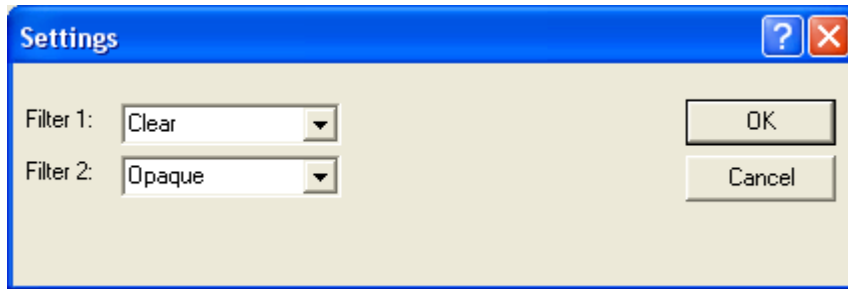 Settings
?
Filter 1: Clear
OK
Filter 2: Opaque
Cancel